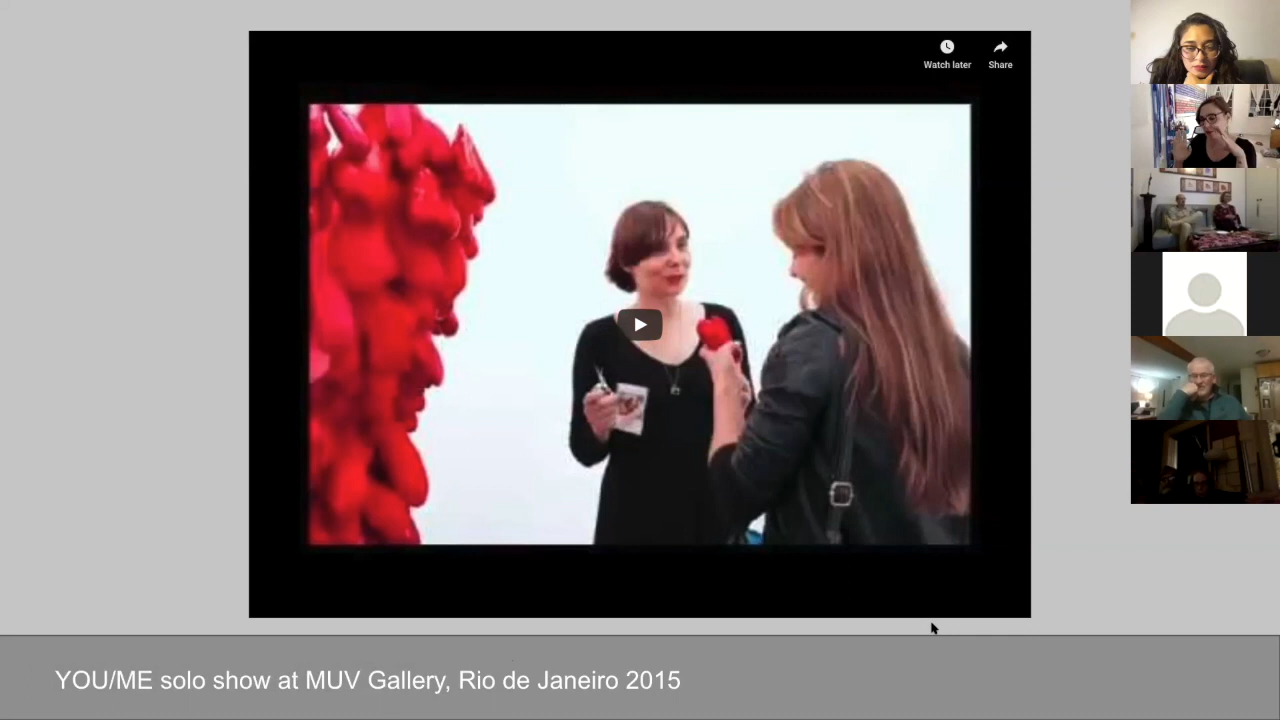 Watch later
Share
YOU/ME solo show at MUV Gallery, Rio de Janeiro 2015